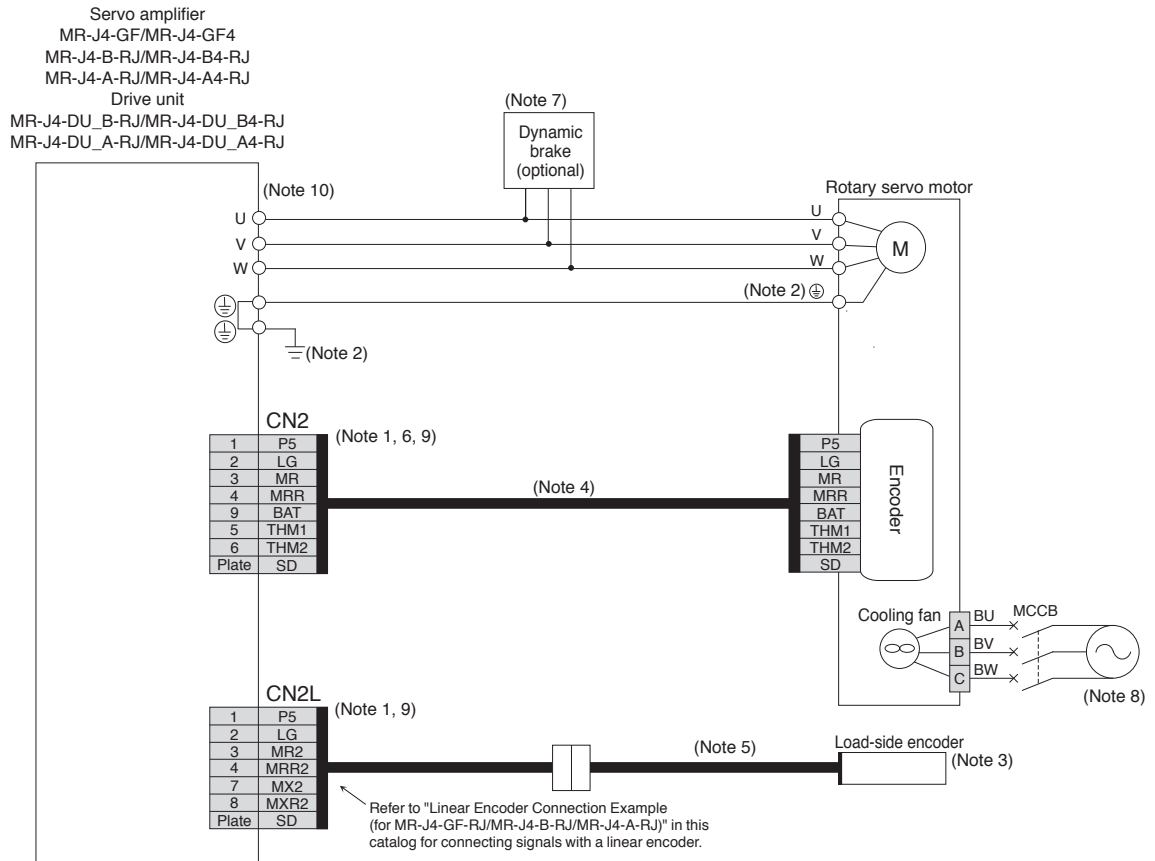 Servo amplifier
MR-J4-GF/MR-J4-GF4
MR-J4-B-RJ/MR-J4-B4-RJ
MR-J4-A-RJ/MR-J4-A4-RJ
Drive unit
MR-J4-DU_B-RJ/MR-J4-DU_B4-RJ
MR-J4-DU_A-RJ/MR-J4-DU_A4-RJ
(Note 7)
Dynamic
brake
(optional)
(Note 10)
Rotary servo motor
U
V
W
U
V
W
M
(Note 2)
(Note 2)
CN2
(Note 1, 6, 9)
1 P5
2 LG
3 MR
4 MRR
9 BAT
5 THM1
6 THM2
Plate SD
(Note 4)
P5
LG
MR
MRR
BAT
THM1
THM2
SD
Encoder
Cooling fan
A BU
B BV
C BW
MCCB
(Note 8)
CN2L
(Note 1, 9)
1 P5
2 LG
3 MR2
4 MRR2
7 MX2
8 MXR2
Plate SD
(Note 5)
Load-side encoder
(Note 3)
Refer to "Linear Encoder Connection Example
(for MR-J4-GF-RJ/MR-J4-B-RJ/MR-J4-A-RJ)" in this
catalog for connecting signals with a linear encoder.